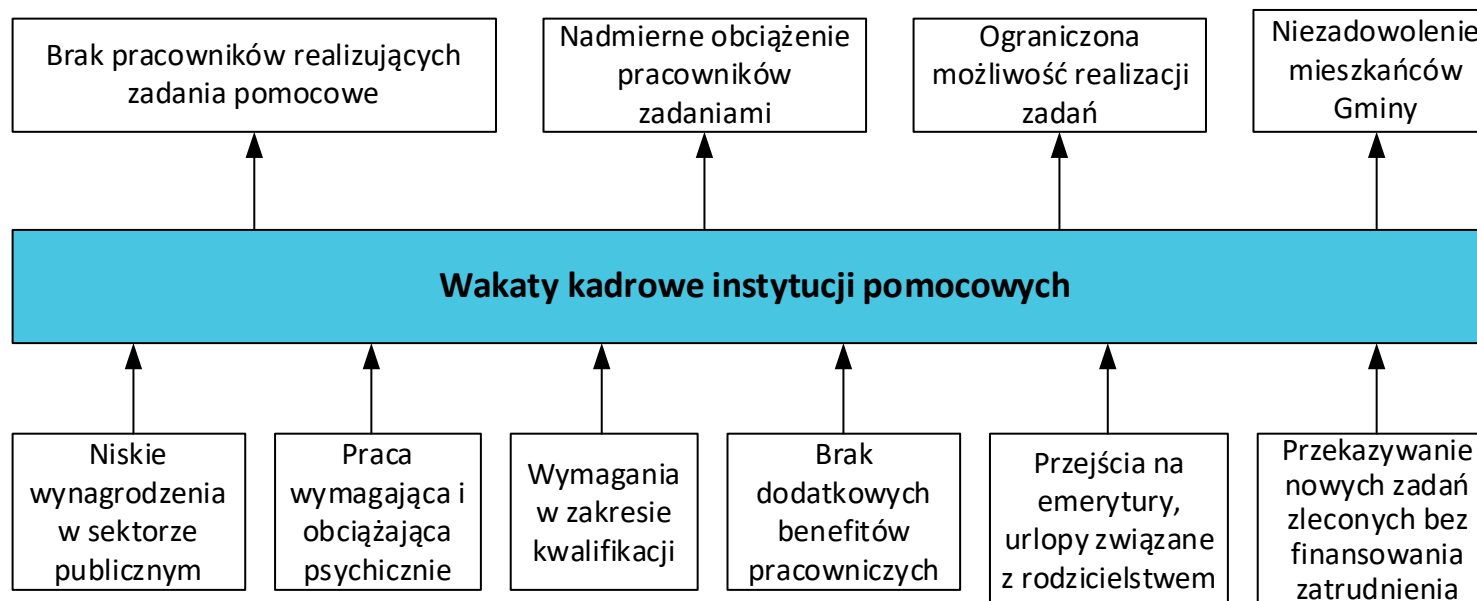 Brak pracowników realizujących
zadania pomocowe
Nadmierne obciążenie
pracowników
zadaniami
Ograniczona
możliwość realizacji
zadań
Niezadowolenie
mieszkańców
Gminy
Wakaty kadrowe instytucji pomocowych
Niskie
wynagrodzenia
w sektorze
publicznym
Praca
wymagająca i
obciążająca
psychicznie
Wymagania
w zakresie
kwalifikacji
Brak
dodatkowych
benefitów
pracowniczych
Przejścia na
emerytury,
urlopy związane
z rodzicielstwem
Przekazywanie
nowych zadań
zleconych bez
finansowania
zatrudnienia